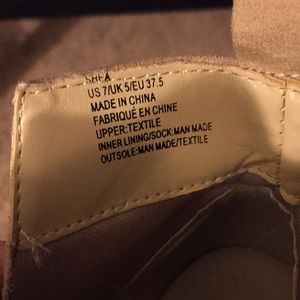 SHEA
US 7/UK 5/EU 37.5
MADE IN CHINA
FABRIQUÉ EN CHINE
UPPER:TEXTILE
INNER LINING/SOCK:MAN MADE
OUTSOLE:MAN MADE/TEXTILE